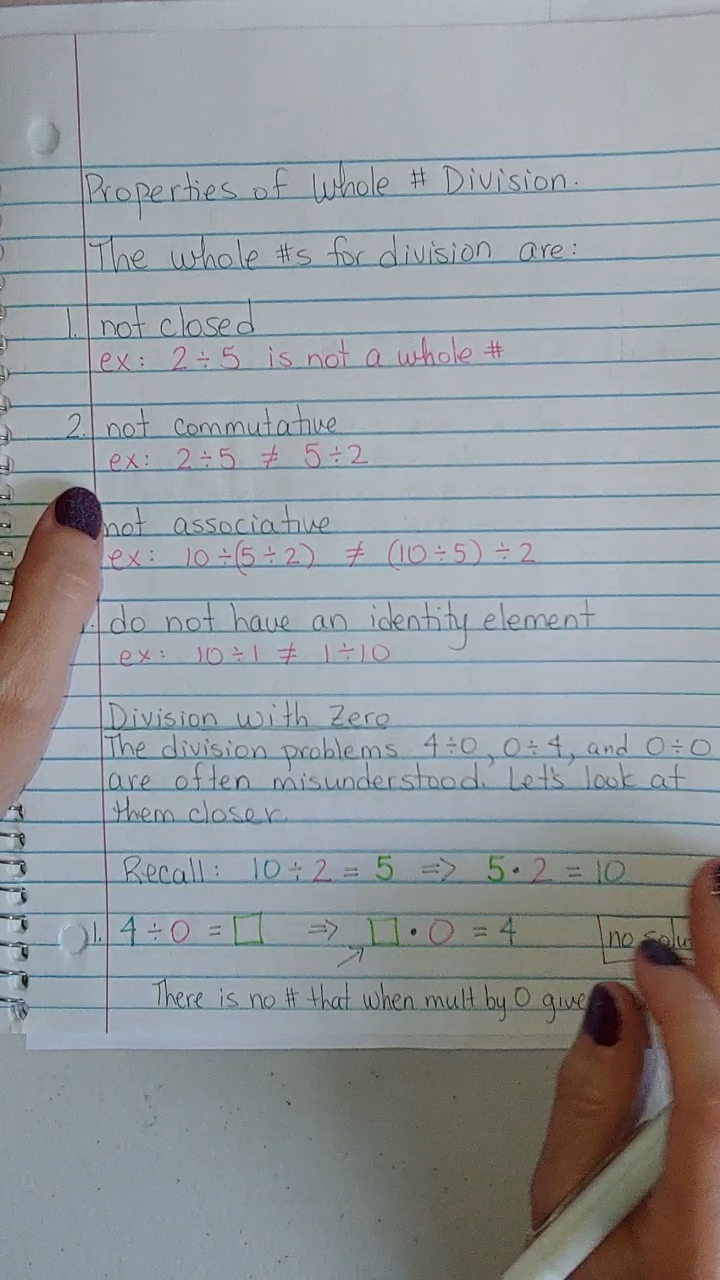 Properties of Whole # Division.
The whole #s for division are:
1. not closed
ex: 2÷5 is not a whole #
2. not commutative
ex: 2÷5 ≠ 5÷2
not associative
ex: 10÷(5÷2) ≠ (10÷5)÷2
do not have an identity element
ex: 10÷1 ≠ 1÷10
Division with Zero
The division problems 4÷0, 0÷4, and 0÷0
are often misunderstood. Let's look at
them closer.
Recall: 10÷2 = 5 => 5·2 = 10
1. 4÷0 = □ => □·0 = 4 no
There is no # that when mult by 0